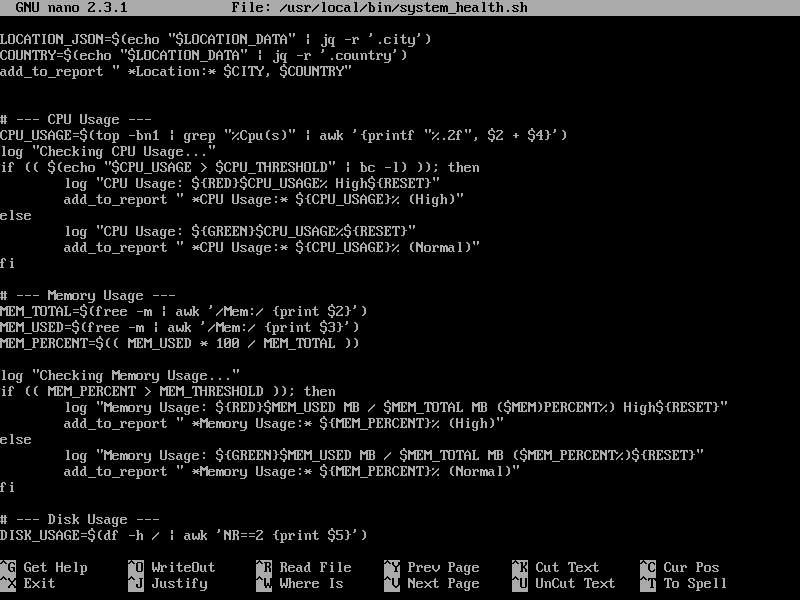 GNU nano 2.3.1 File: /usr/local/bin/system_health.sh
LOCATION_JSON=$(echo "$LOCATION_DATA" | jq -r '.city')
COUNTRY=$(echo "$LOCATION_DATA" | jq -r '.country')
add_to_report " *Location:* $CITY, $COUNTRY"
# --- CPU Usage ---
CPU_USAGE=$(top -bn1 | grep "%Cpu(s)" | awk '{printf "%.2f", $2 + $4}')
log "Checking CPU Usage..."
if (( $(echo "$CPU_USAGE > $CPU_THRESHOLD" | bc -l) )); then
log "CPU Usage: ${RED}$CPU_USAGE% High${RESET}"
add_to_report " *CPU Usage:* ${CPU_USAGE}% (High)"
else
log "CPU Usage: ${GREEN}$CPU_USAGE%${RESET}"
add_to_report " *CPU Usage:* ${CPU_USAGE}% (Normal)"
fi
# --- Memory Usage ---
MEM_TOTAL=$(free -m | awk '/Mem:/ {print $2}')
MEM_USED=$(free -m | awk '/Mem:/ {print $3}')
MEM_PERCENT=$(( MEM_USED * 100 / MEM_TOTAL ))
log "Checking Memory Usage..."
if (( MEM_PERCENT > MEM_THRESHOLD )); then
log "Memory Usage: ${RED}$MEM_USED MB / $MEM_TOTAL MB ($MEM)PERCENT%) High${RESET}"
add_to_report " *Memory Usage:* ${MEM_PERCENT}% (High)"
else
log "Memory Usage: ${GREEN}$MEM_USED MB / $MEM_TOTAL MB ($MEM_PERCENT%)${RESET}"
add_to_report " *Memory Usage:* ${MEM_PERCENT}% (Normal)"
fi
# --- Disk Usage ---
DISK_USAGE=$(df -h / | awk 'NR==2 {print $5}')
^G Get Help ^O WriteOut ^R Read File ^Y Prev Page ^K Cut Text ^C Cur Pos
^X Exit ^J Justify ^W Where Is ^V Next Page ^U UnCut Text ^T To Spell